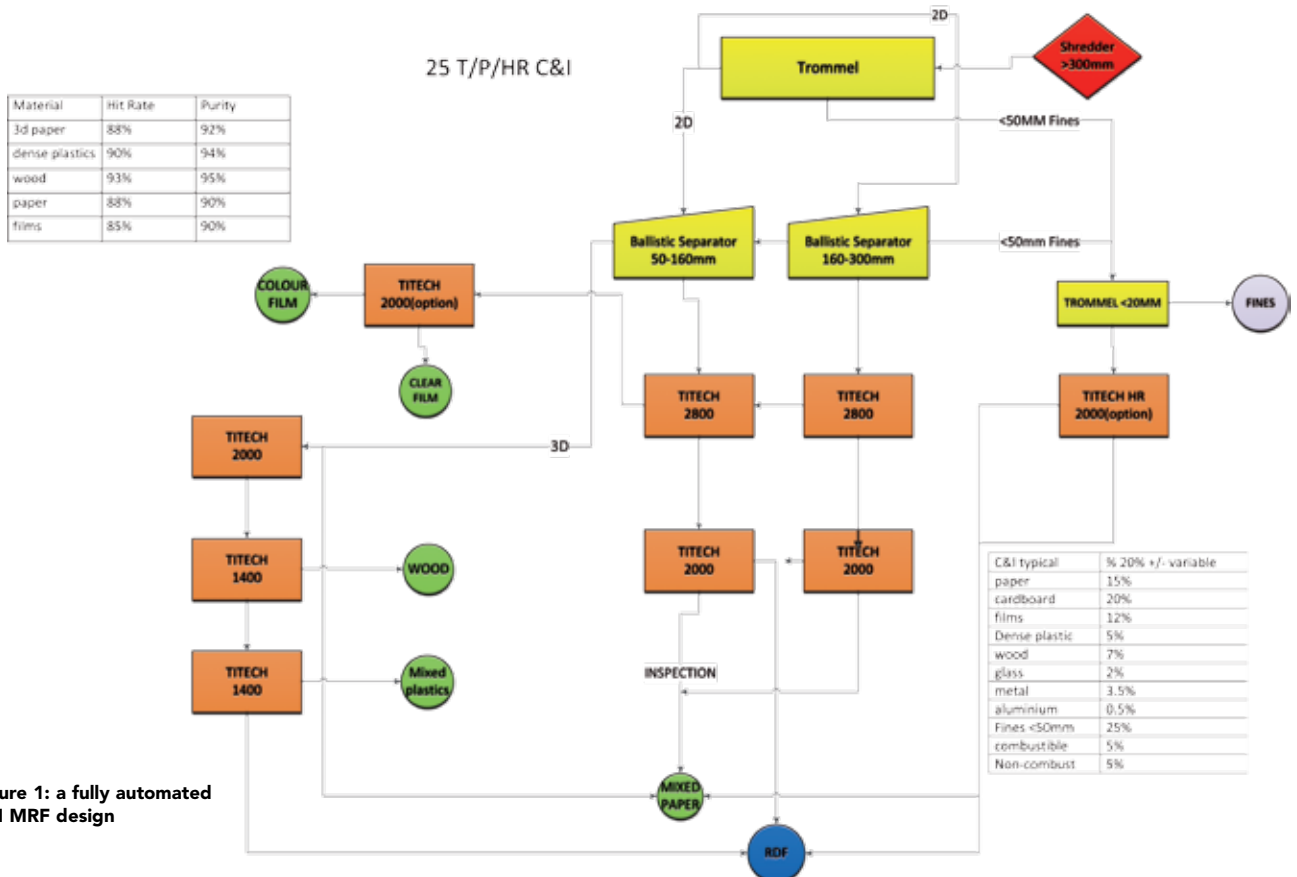 2D
25 T/P/HR C&I
Trommel
Shredder
>300mm
Material Hit Rate Purity
3d paper 88% 92%
dense plastics 90% 94%
wood 93% 95%
paper 88% 90%
films 85% 90%
2D
<50MM Fines
Ballistic Separator
50-160mm
Ballistic Separator
160-300mm
<50mm Fines
COLOUR
FILM
TITECH
2000(option)
TROMMEL <20MM
FINES
CLEAR
FILM
TITECH
2800
TITECH
2800
TITECH HR
2000(option)
TITECH
2000
3D
TITECH
1400
WOOD
TITECH
2000
TITECH
2000
C&I typical % 20% +/- variable
paper 15%
cardboard 20%
films 12%
Dense plastic 5%
wood 7%
glass 2%
metal 3.5%
aluminium 0.5%
Fines <50mm 25%
combustible 5%
Non-combust 5%
TITECH
1400
Mixed
plastics
INSPECTION
ure 1: a fully automated
MRF design
MIXED
PAPER
RDF